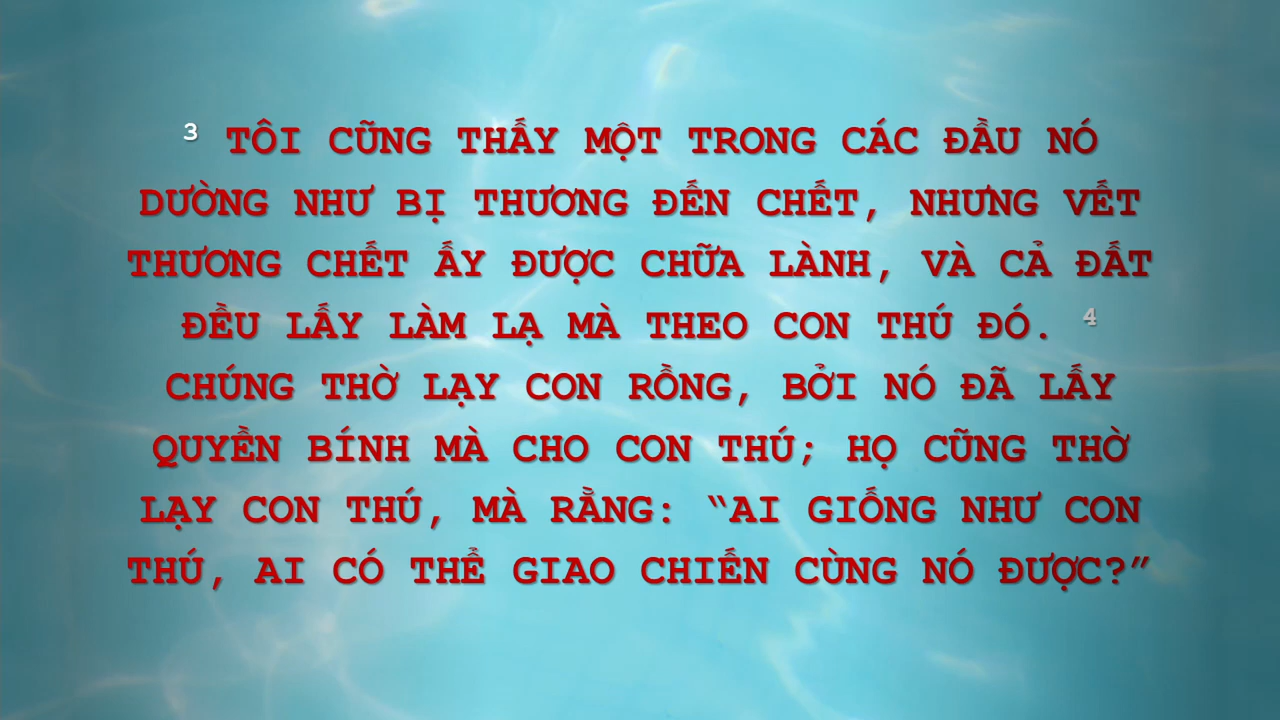 ³ TÔI CŨNG THẤY MỘT TRONG CÁC ĐẦU NÓ
DƯỜNG NHƯ BỊ THƯƠNG ĐẾN CHẾT, NHƯNG VẾT
THƯƠNG CHẾT ẤY ĐƯỢC CHỮA LÀNH, VÀ CẢ ĐẤT
ĐỀU LẤY LÀM LẠ MÀ THEO CON THÚ ĐÓ. ⁴
CHÚNG THỜ LẠY CON RỒNG, BỞI NÓ ĐÃ LẤY
QUYỀN BÍNH MÀ CHO CON THÚ; HỌ CŨNG THỜ
LẠY CON THÚ, MÀ RẰNG: “AI GIỐNG NHƯ CON
THÚ, AI CÓ THỂ GIAO CHIẾN CÙNG NÓ ĐƯỢC?”